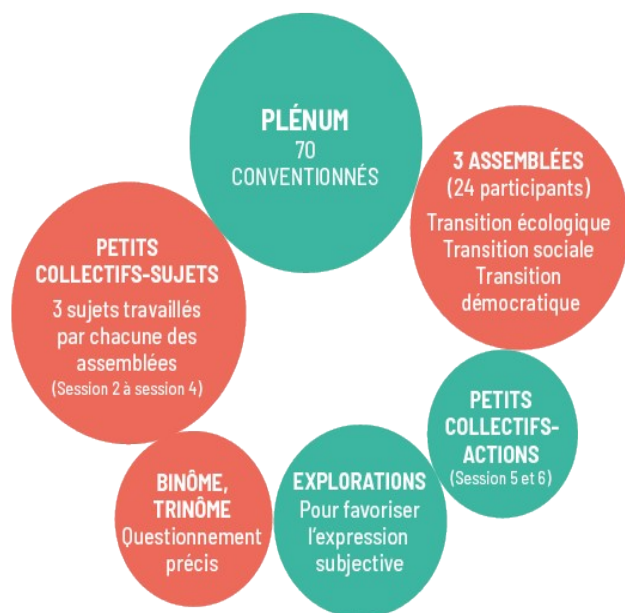 PLÉNUM
70
CONVENTIONNÉS
3 ASSEMBLÉES
(24 participants)
Transition écologique
Transition sociale
Transition
démocratique
PETITS
COLLECTIFS-SUJETS
3 sujets travaillés
par chacune des
assemblées
(Session 2 à session 4)
PETITS
COLLECTIFS-
ACTIONS
(Session 5 et 6)
BINÔME,
TRINÔME
Questionnement
précis
EXPLORATIONS
Pour favoriser
l'expression
subjective